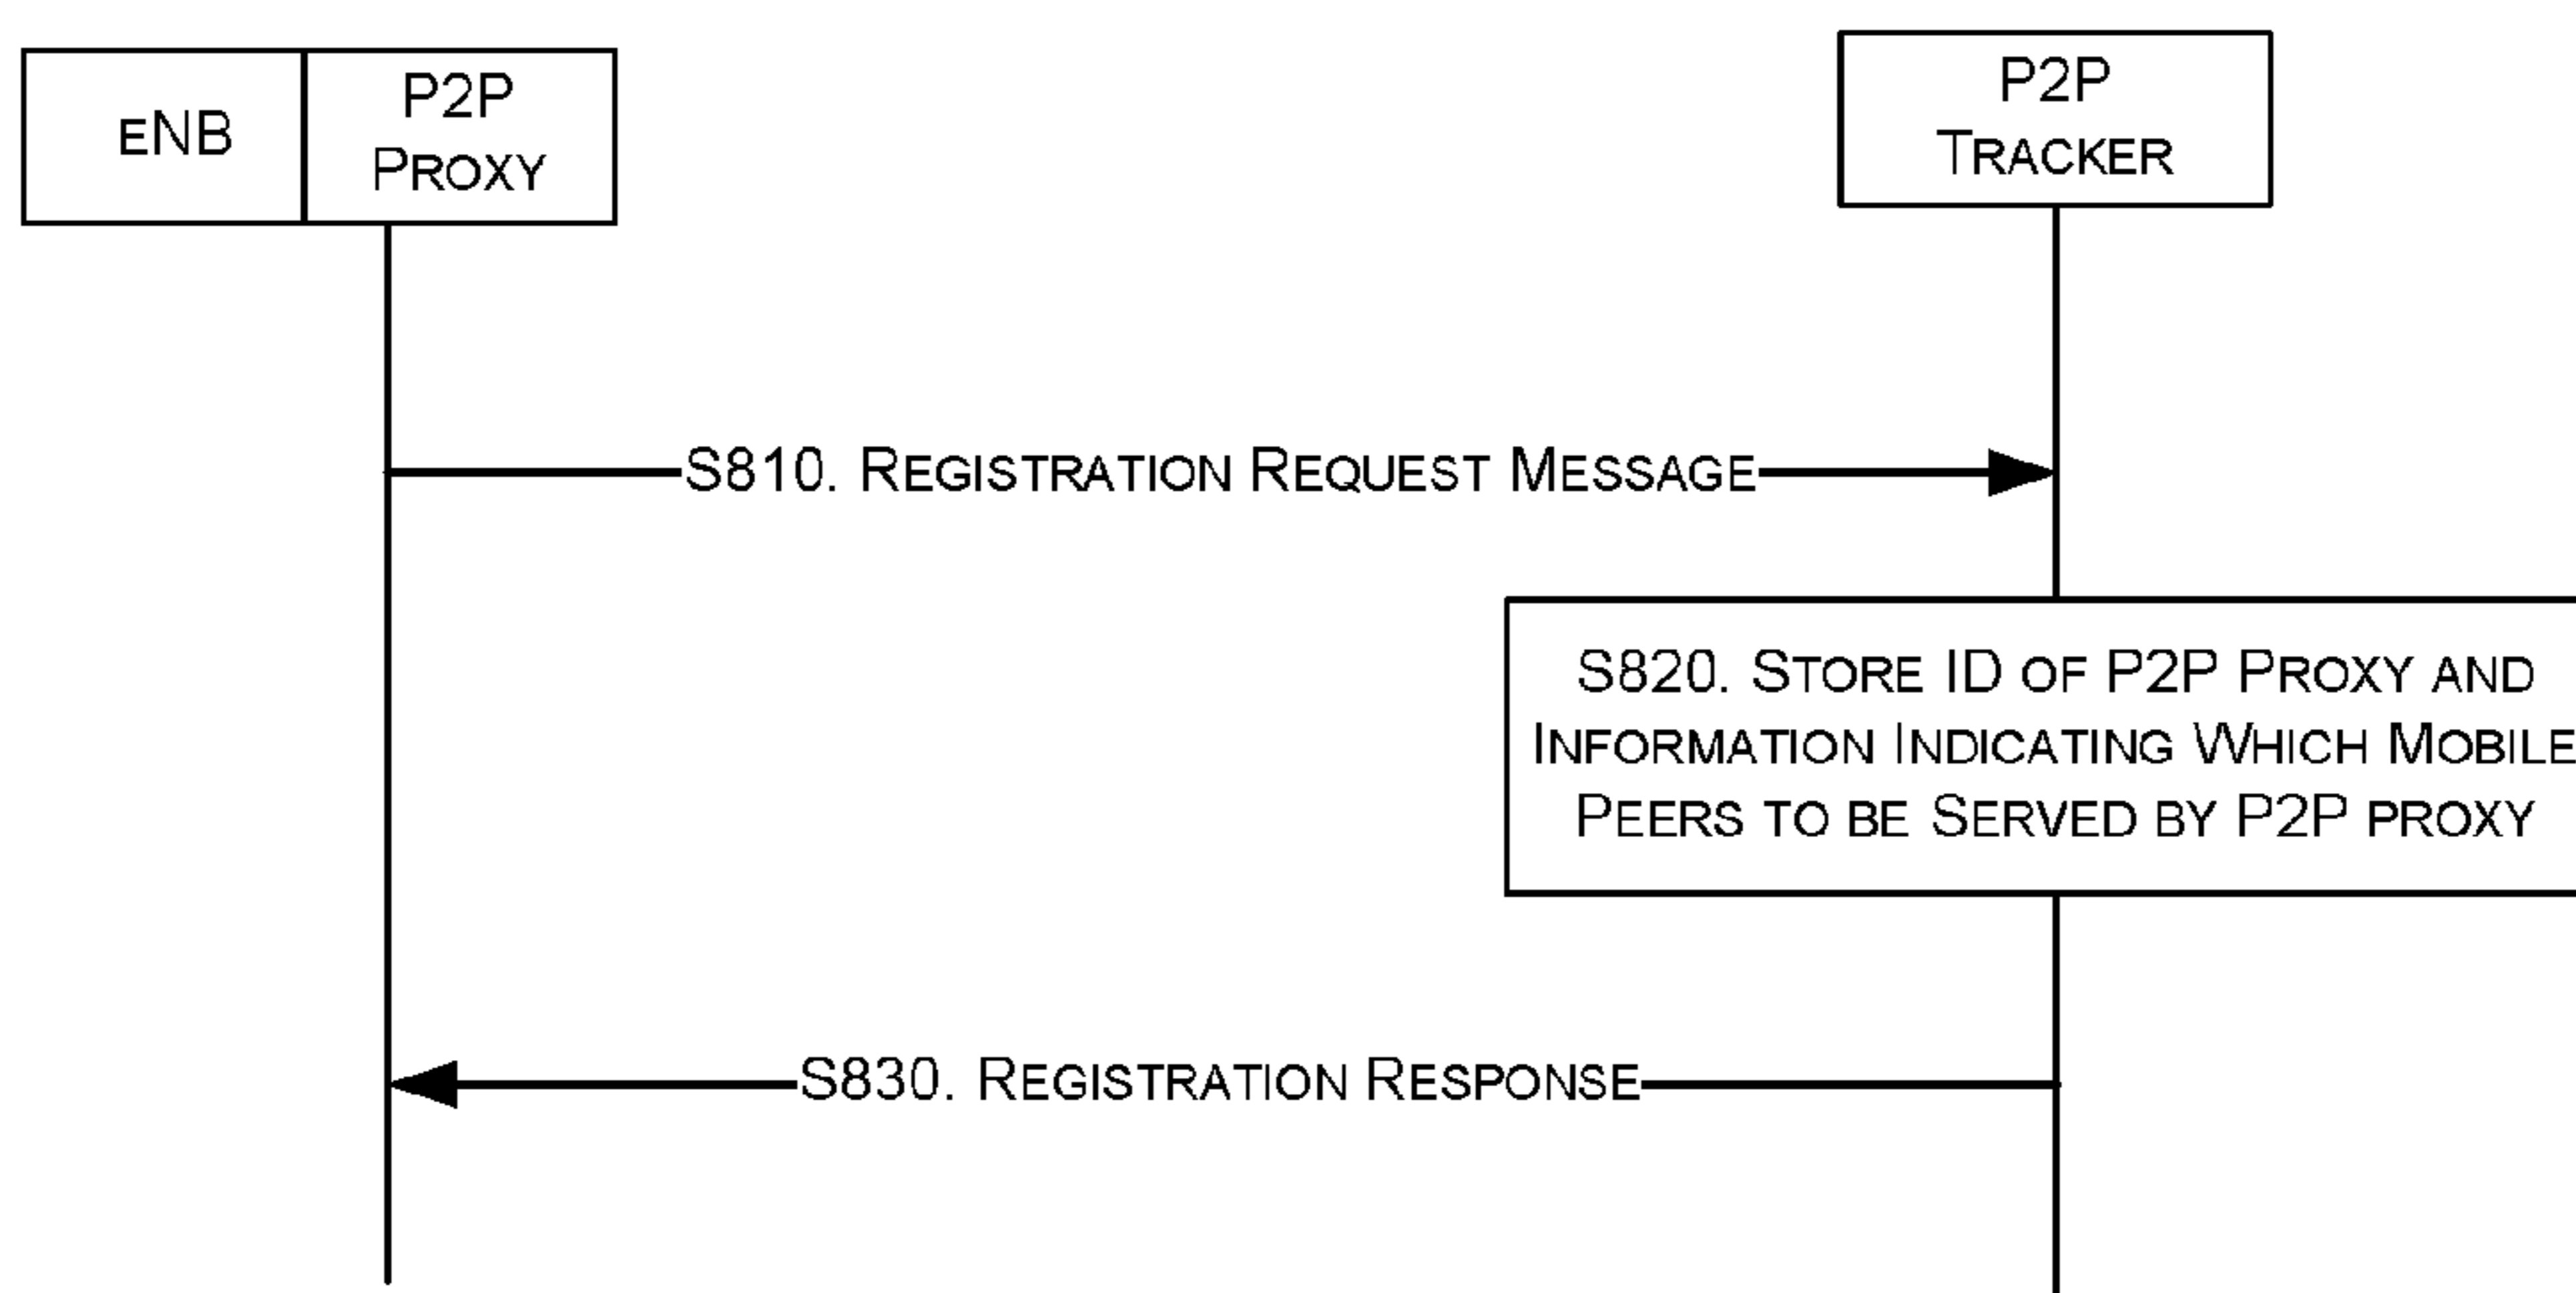 eNB
P2P
Proxy
P2P
Tracker
S810. Registration Request Message
S820. Store ID of P2P Proxy and
Information Indicating Which Mobile
Peers to be Served by P2P proxy
S830. Registration Response